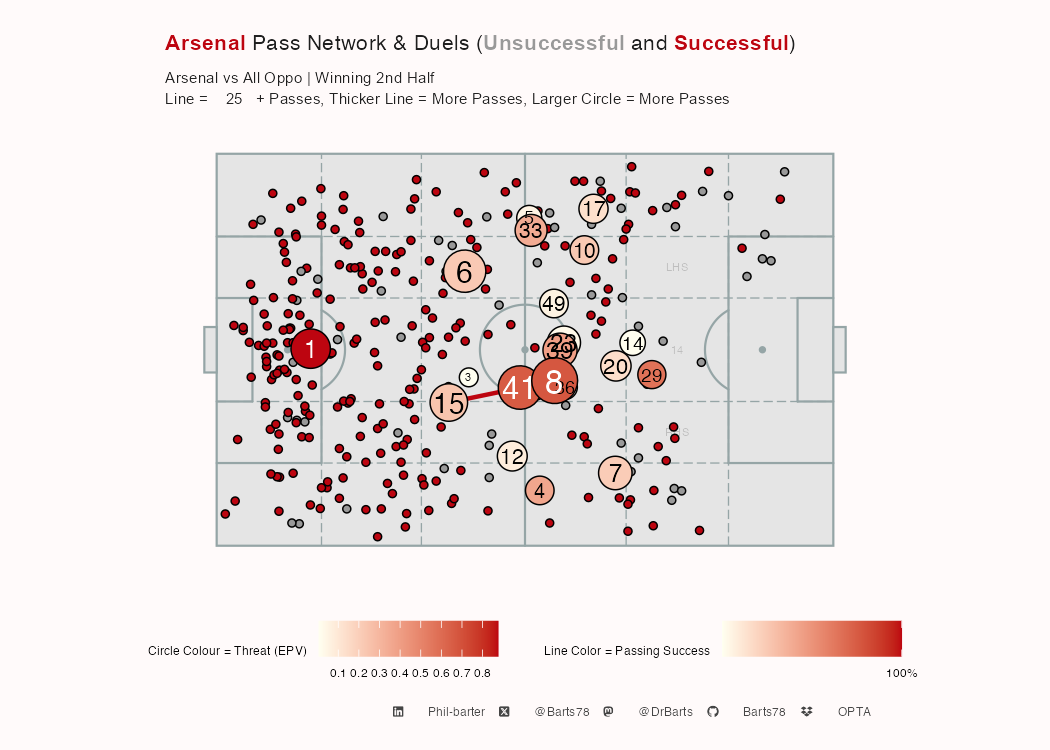 Arsenal Pass Network & Duels (Unsuccessful and Successful)
Arsenal vs All Oppo | Winning 2nd Half
Line = 25 + Passes, Thicker Line = More Passes, Larger Circle = More Passes
17
5
33
10
6
LHS
49
1
23
29
14
14
20
29
3
41
8
15
12
7
4
Circle Colour = Threat (EPV)
0.1 0.2 0.3 0.4 0.5 0.6 0.7 0.8
Line Color = Passing Success
100%
Phil-barter @Barts78 @DrBarts Barts78 OPTA